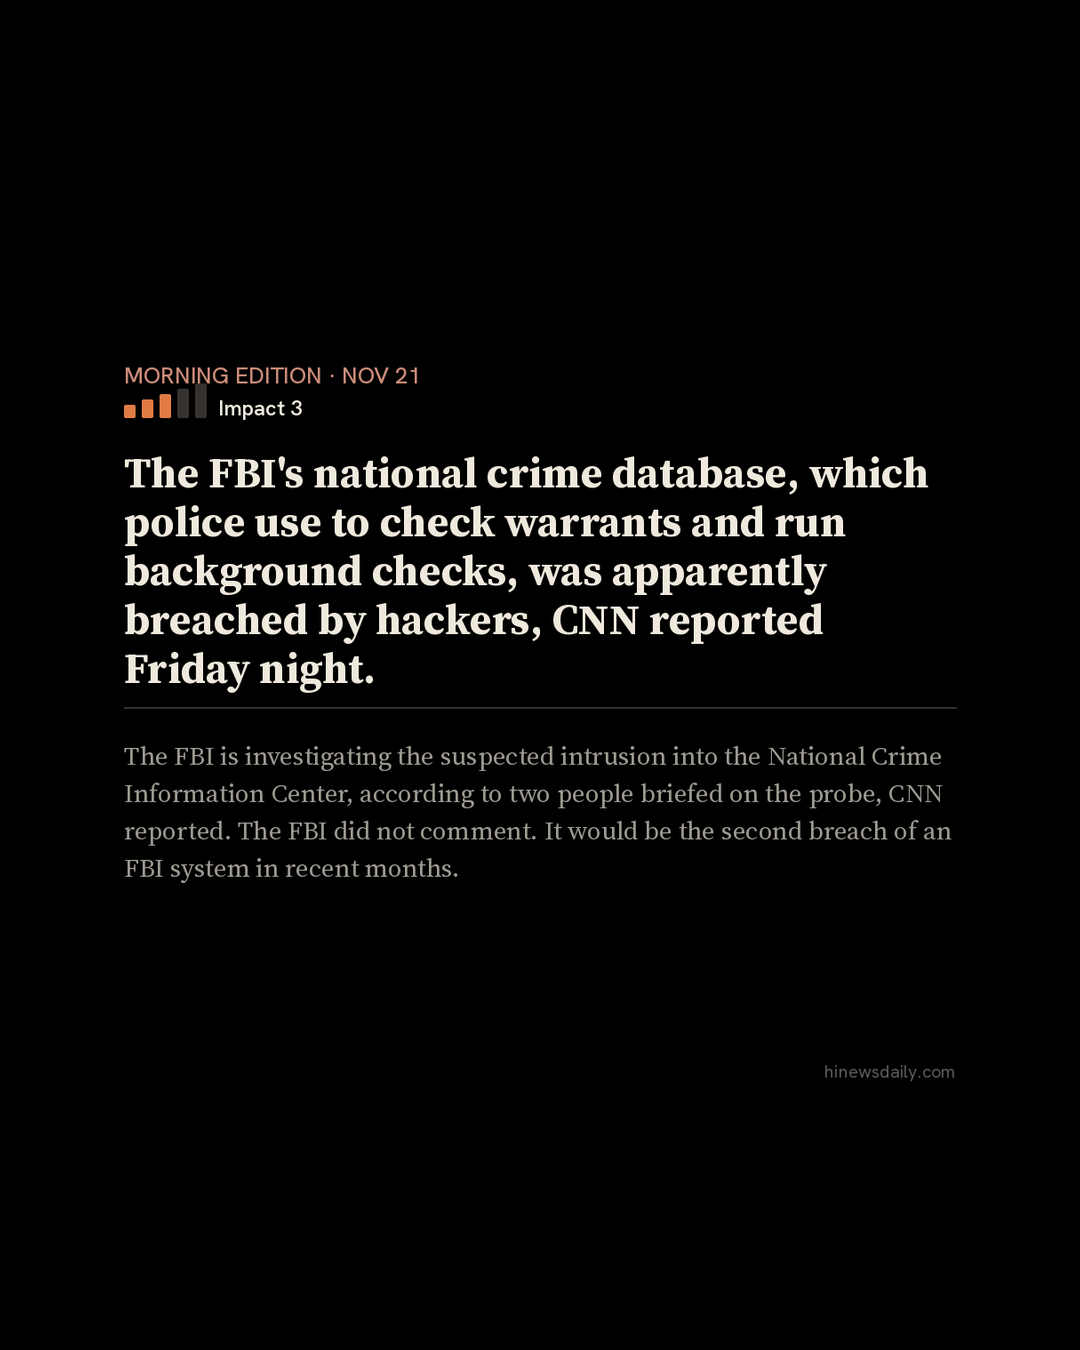 MORNING EDITION · NOV 21
Impact 3
The FBI's national crime database, which
police use to check warrants and run
background checks, was apparently
breached by hackers, CNN reported
Friday night.
The FBI is investigating the suspected intrusion into the National Crime
Information Center, according to two people briefed on the probe, CNN
reported. The FBI did not comment. It would be the second breach of an
FBI system in recent months.
hinewsdaily.com